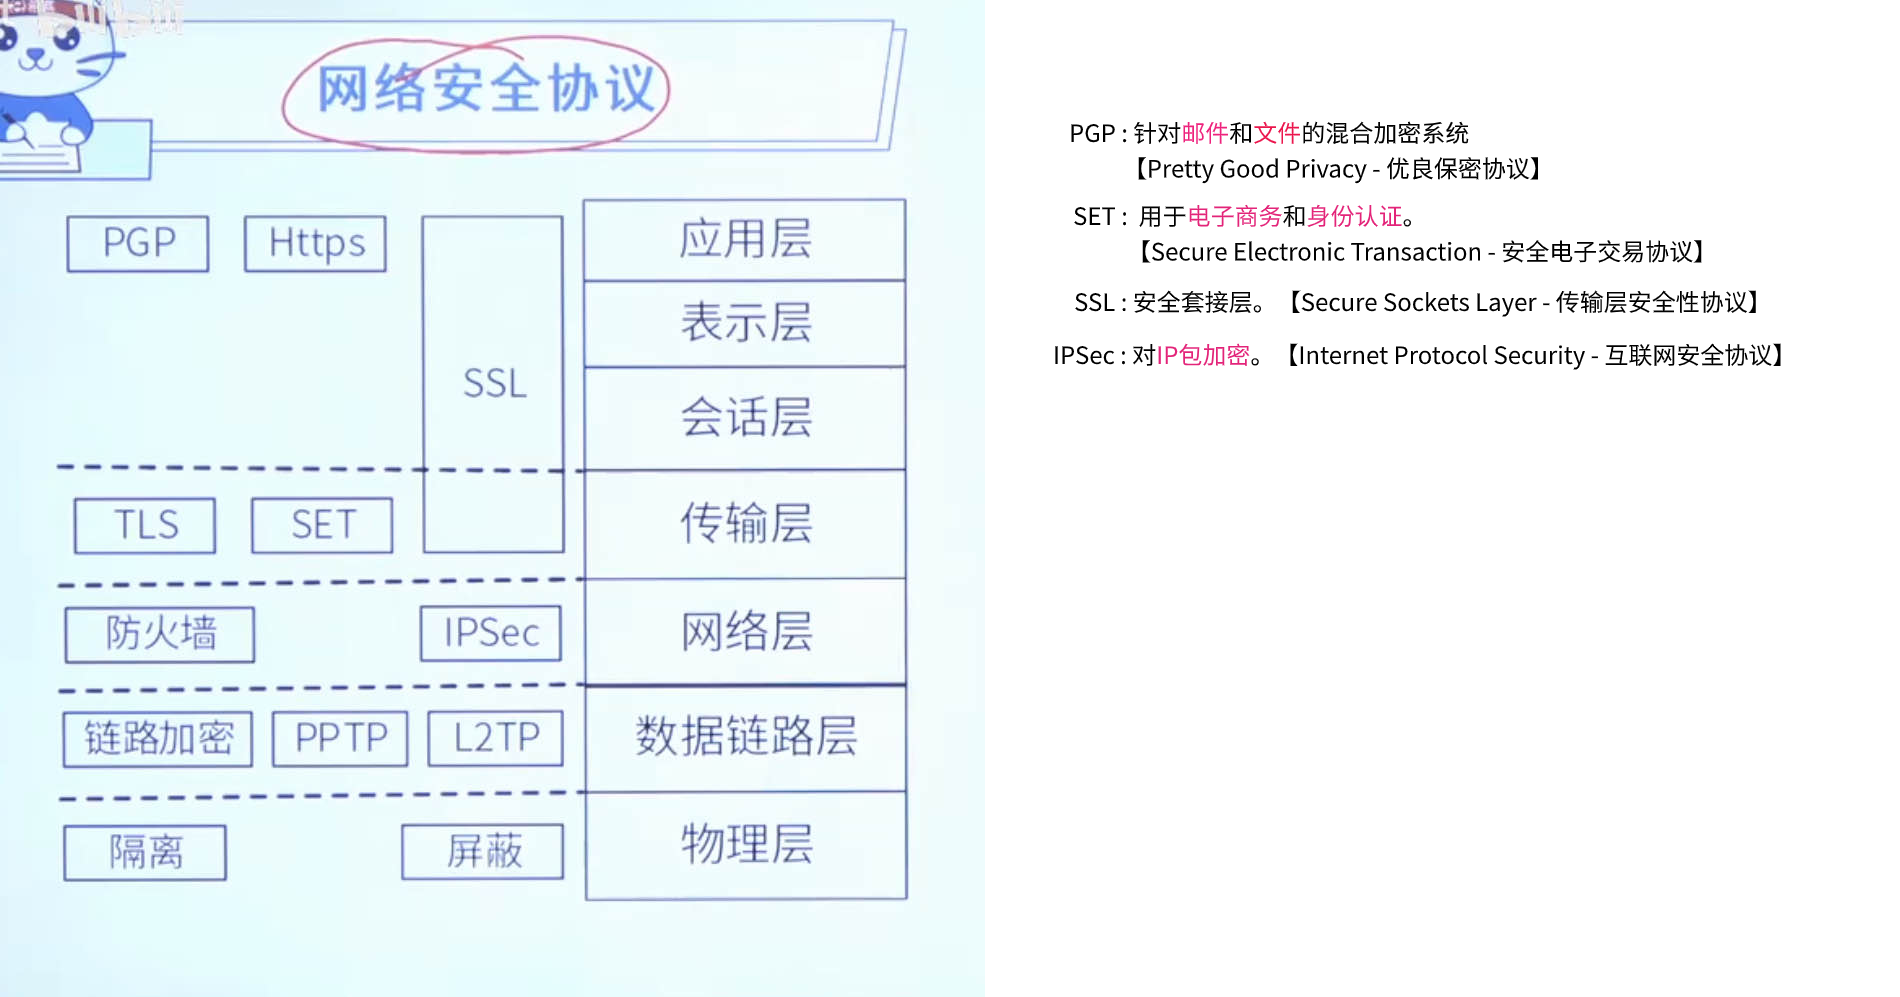 网络安全协议
PGP Https
SSL
TLS SET
防火墙 IPSec
链路加密 PPTP L2TP
隔离 屏蔽
应用层
表示层
会话层
传输层
网络层
数据链路层
物理层
PGP : 针对邮件和文件的混合加密系统
【Pretty Good Privacy - 优良保密协议】
SET : 用于电子商务和身份认证。
【Secure Electronic Transaction - 安全电子交易协议】
SSL : 安全套接层。【Secure Sockets Layer - 传输层安全性协议】
IPSec : 对IP包加密。【Internet Protocol Security - 互联网安全协议】